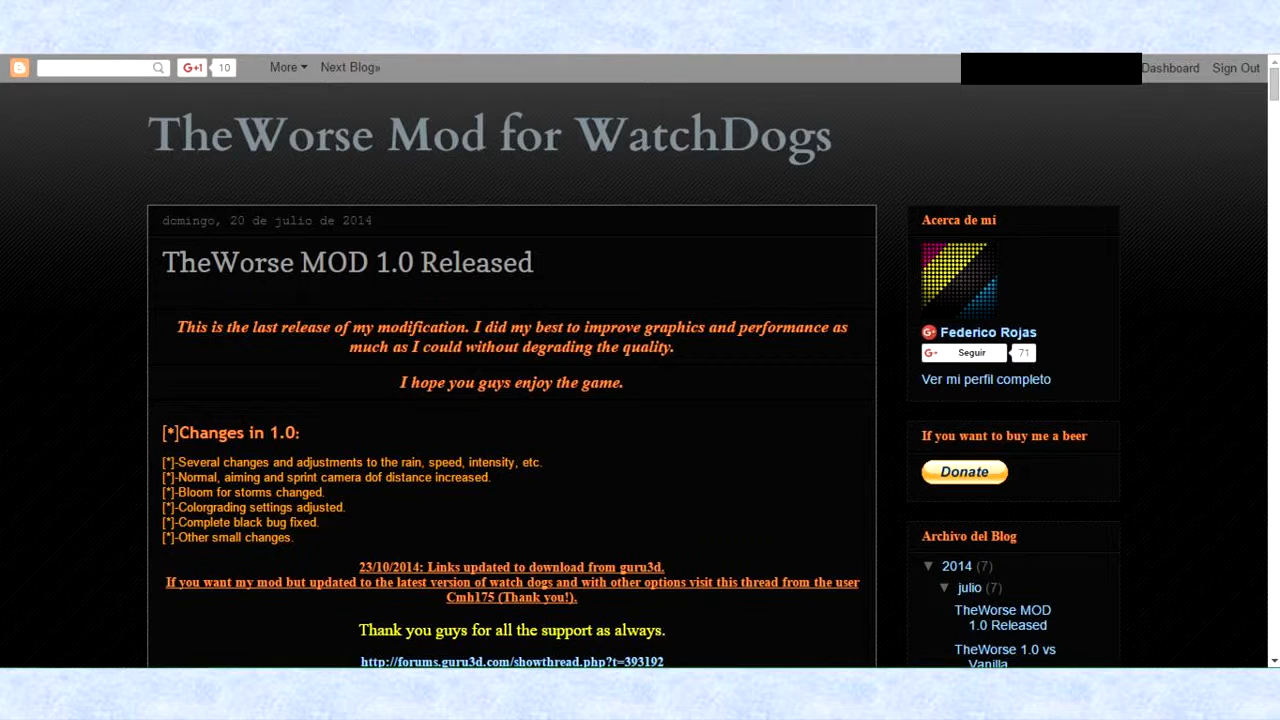 G+1 10 More Next Blog» Dashboard Sign Out
TheWorse Mod for WatchDogs
domingo, 20 de julio de 2014
TheWorse MOD 1.0 Released
This is the last release of my modification. I did my best to improve graphics and performance as
much as I could without degrading the quality.
I hope you guys enjoy the game.
[*]Changes in 1.0:
[*]-Several changes and adjustments to the rain, speed, intensity, etc.
[*]-Normal, aiming and sprint camera dof distance increased.
[*]-Bloom for storms changed.
[*]-Colorgrading settings adjusted.
[*]-Complete black bug fixed.
[*]-Other small changes.
23/10/2014: Links updated to download from guru3d.
If you want my mod but updated to the latest version of watch dogs and with other options visit this thread from the user
Cmh175 (Thank you!).
Thank you guys for all the support as always.
http://forums.guru3d.com/showthread.php?t=393192
Acerca de mí
G+ Federico Rojas
G+ Seguir 71
Ver mi perfil completo
If you want to buy me a beer
Donate
Archivo del Blog
▼ 2014 (7)
▼ julio (7)
TheWorse MOD
1.0 Released
TheWorse 1.0 vs
Vanilla